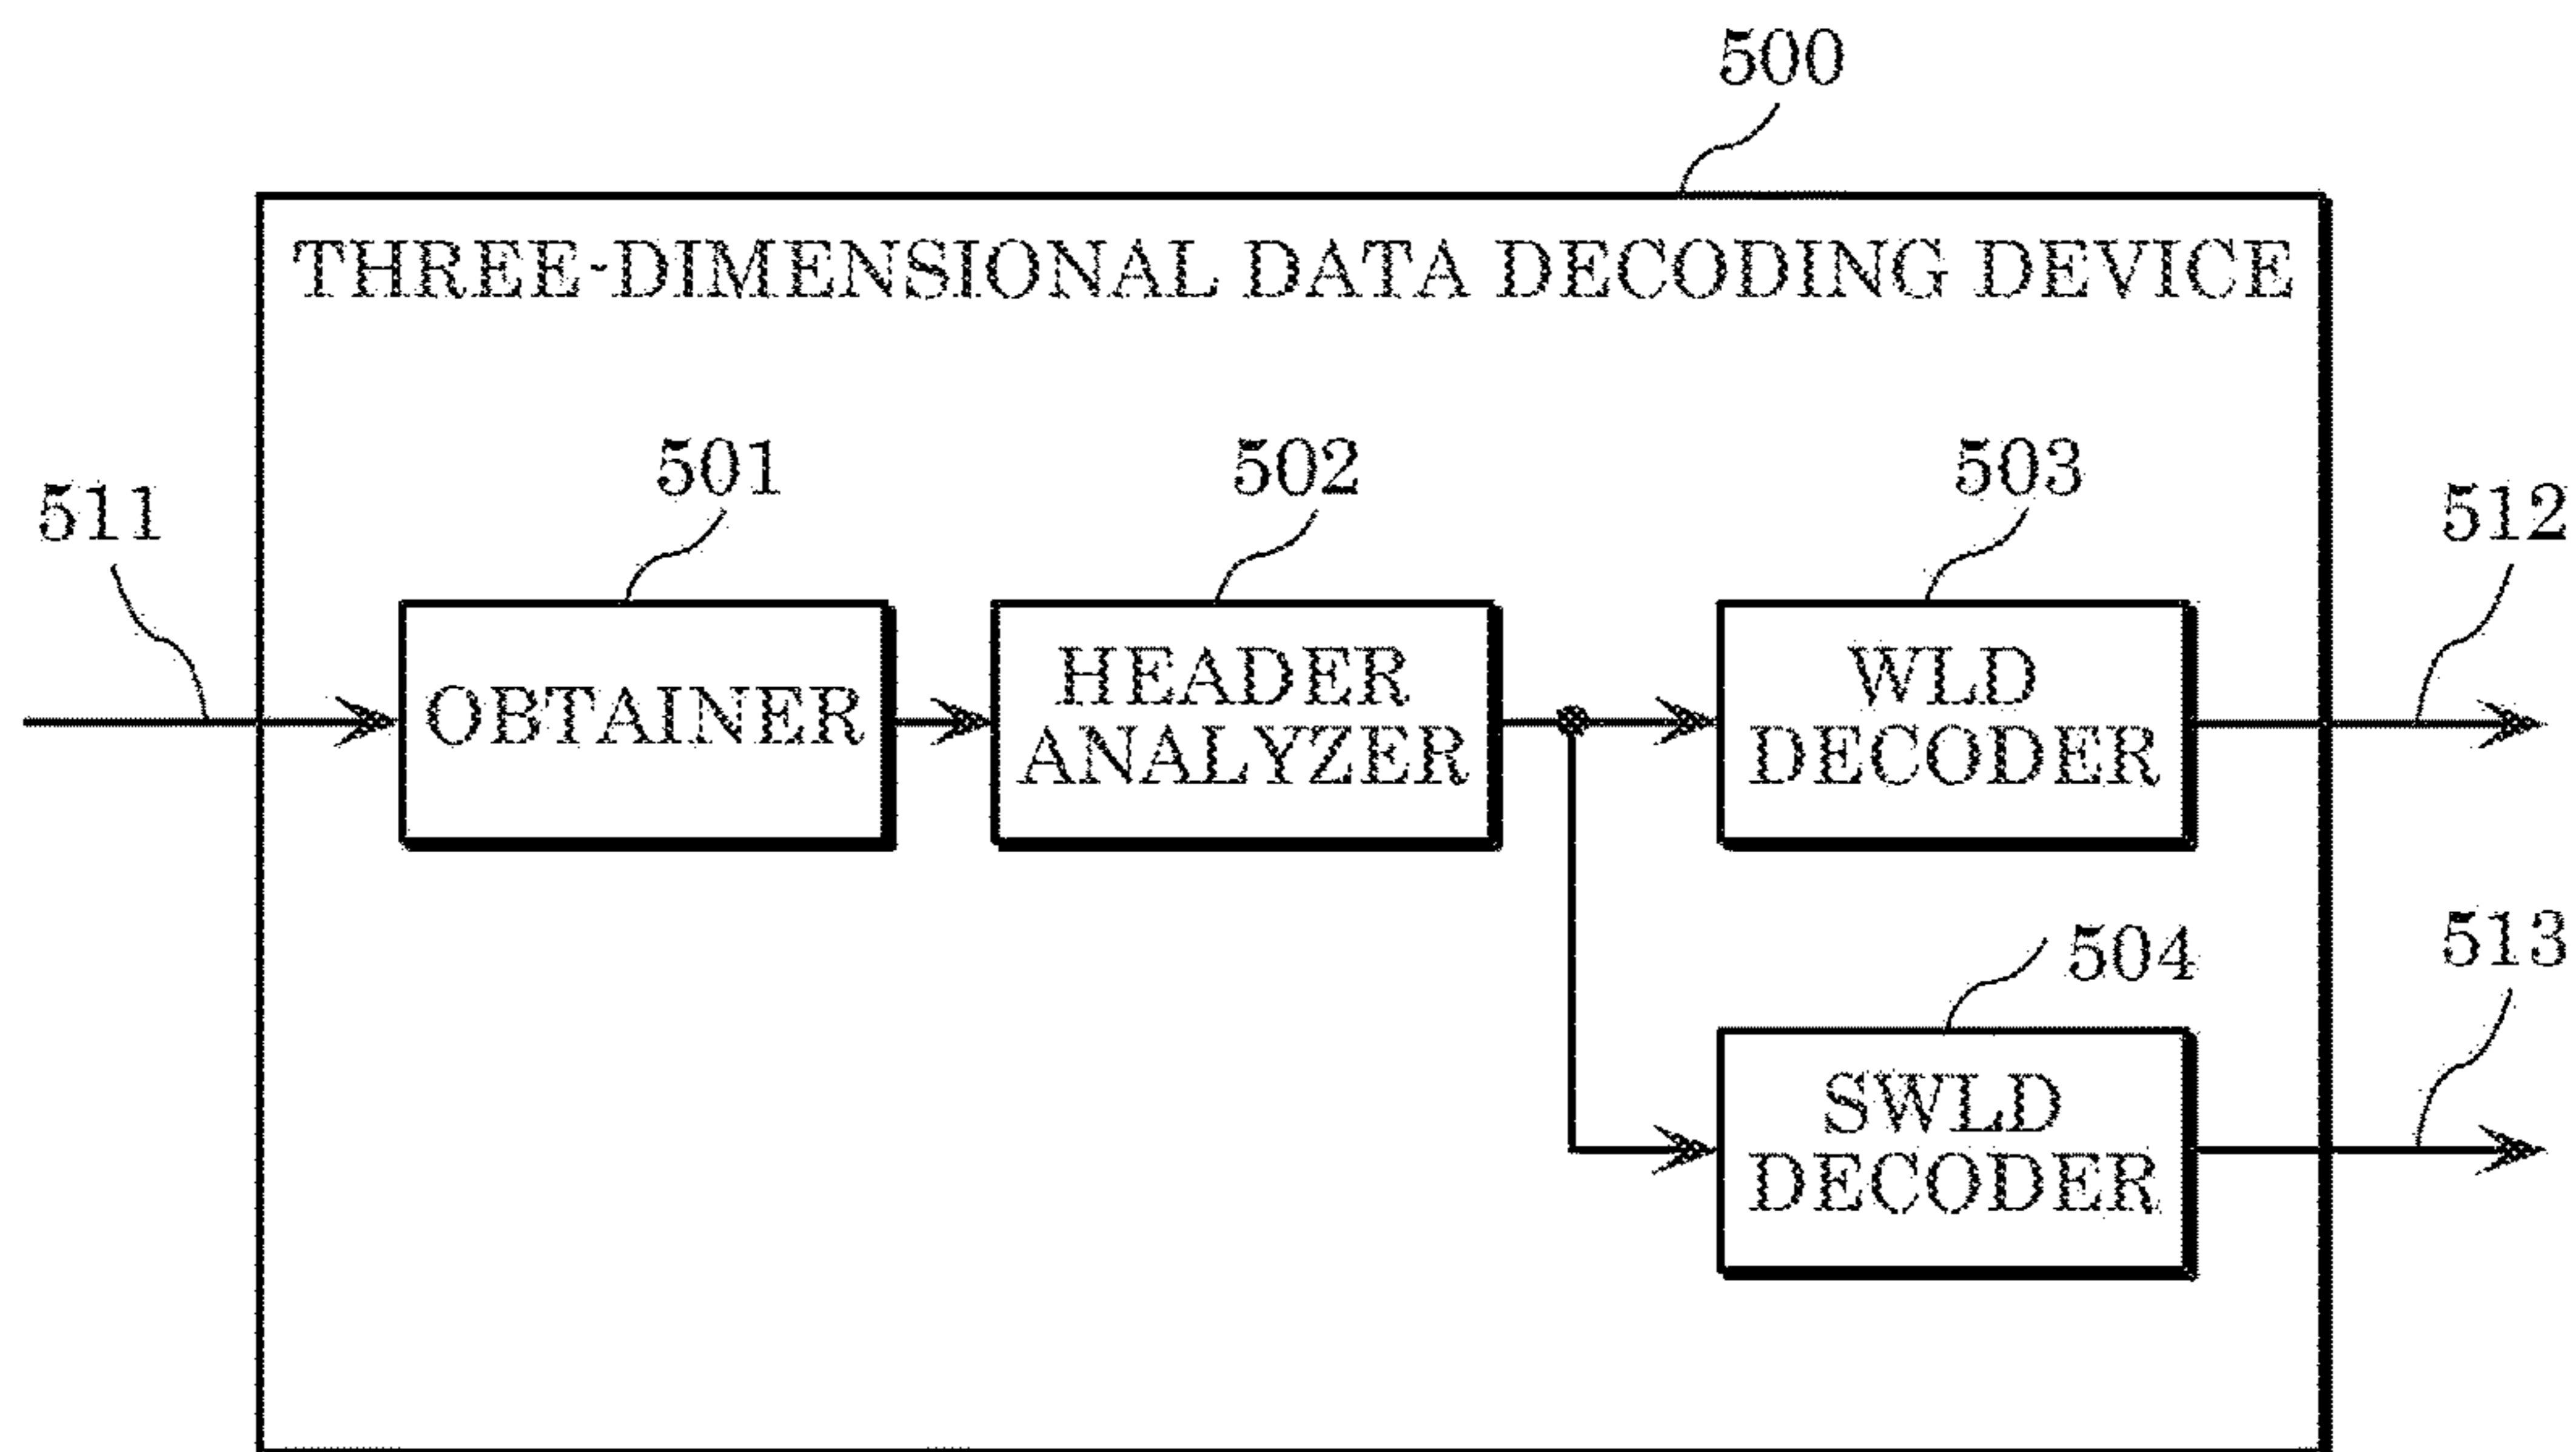 500
THREE-DIMENSIONAL DATA DECODING DEVICE
501
502
503
511
512
OBTAINER
HEADER
ANALYZER
WLD
DECODER
504
513
SWLD
DECODER